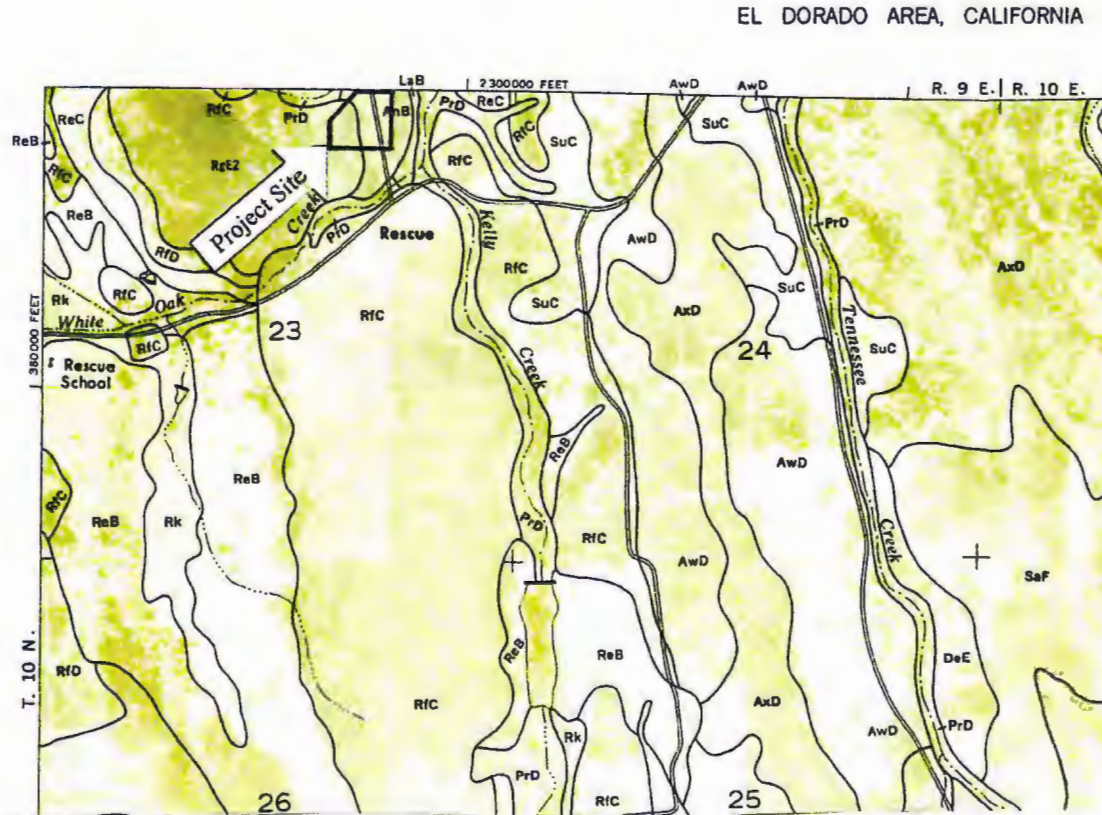 EL DORADO AREA, CALIFORNIA
LaB
2300000 FEET
AwD
AwD
R. 9 E. R. 10 E.
ReC
RfC
PrD
AnB
PrD
ReC
RfC
SuC
SuC
ReB
RfC
RfC
RgE2
Project Site
Creek
PrD
Rescue
Kelly
AwD
PrD
AxD
ReB
RfD
RfC
RfC
SuC
AxD
SuC
Rk
Oak
White
23
RfC
24
Tennessee
SuC
380000 FEET
RfC
Rescue
School
Creek
ReB
AwD
RfC
ReB
ReB
Rk
PrD
RfC
AwD
Creek
SaF
T. 10 N.
RfD
ReB
ReB
DeE
RfC
AxD
AwD
PrD
Rk
PrD
RfC
26
25